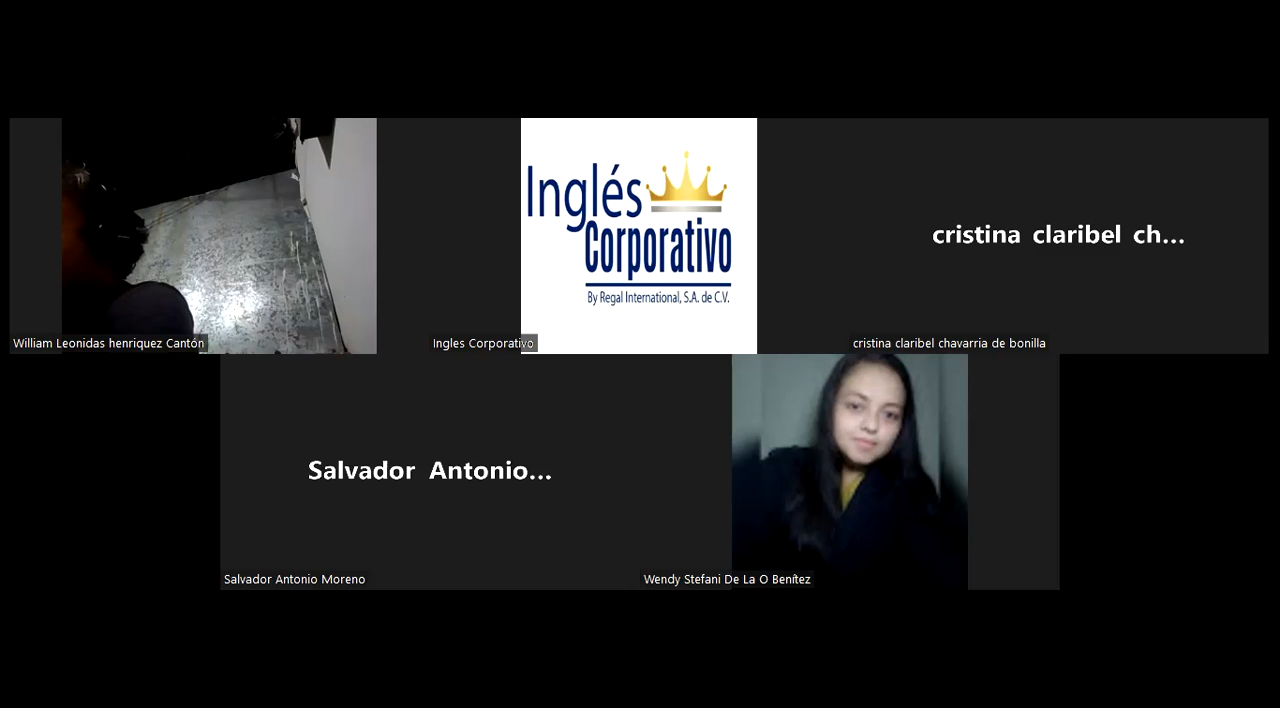 Inglés
Corporativo
By Regal International, S.A. de C.V.
cristina claribel ch...
William Leonidas henriquez Cantón
Ingles Corporativo
cristina claribel chavarria de bonilla
Salvador Antonio...
Salvador Antonio Moreno
Wendy Stefani De La O Benítez